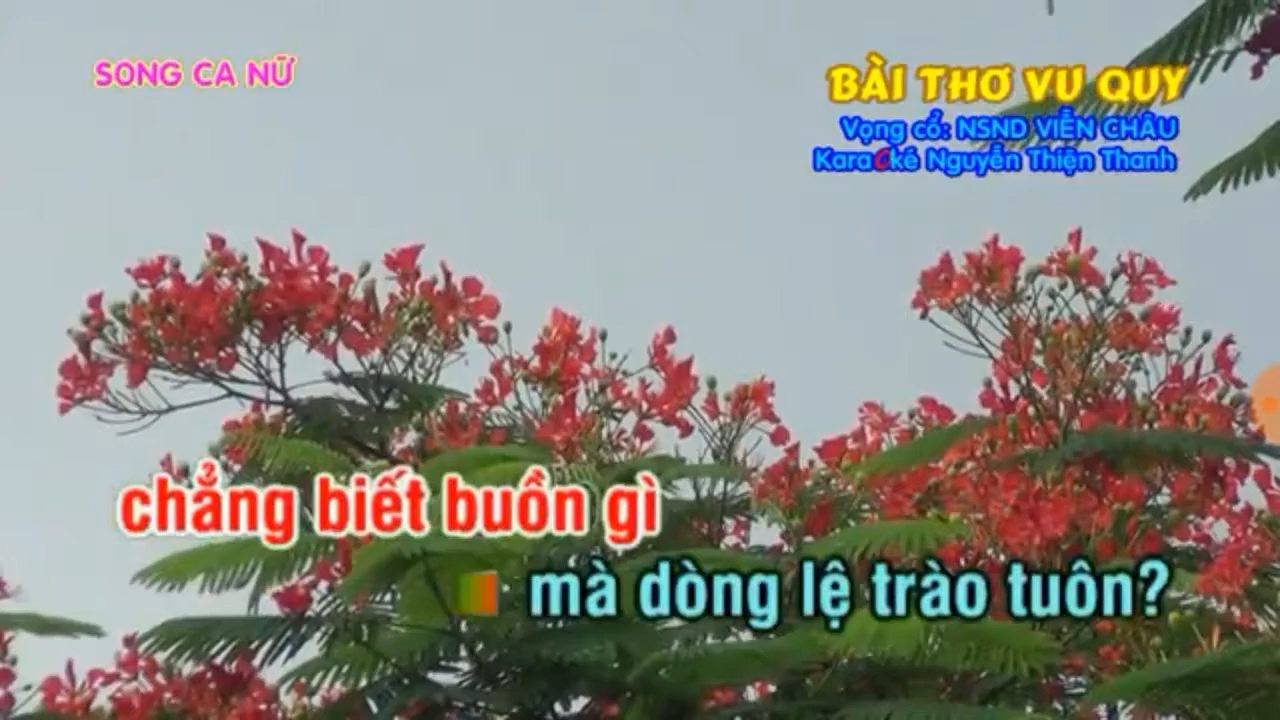 SONG CA NỮ
BÀI THƠ VU QUY
Vọng cổ: NSND VIỄN CHÂU
KaraOké Nguyễn Thiện Thanh
chẳng biết buồn gì
mà dòng lệ trào tuôn?